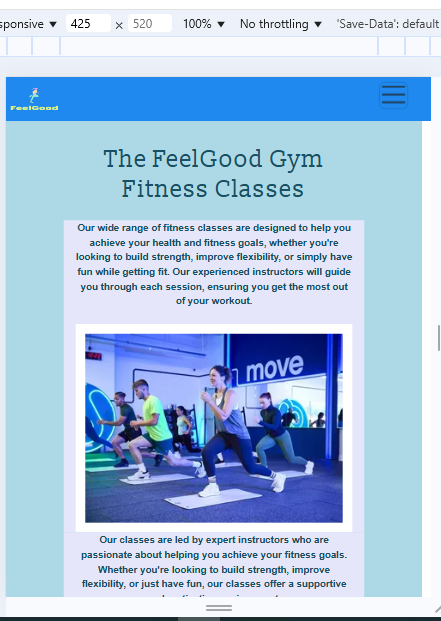 sponsive ▼ 425 x 520 100% ▼ No throttling ▼ 'Save-Data': default
FeelGood
The FeelGood Gym
Fitness Classes
Our wide range of fitness classes are designed to help you
achieve your health and fitness goals, whether you're
looking to build strength, improve flexibility, or simply have
fun while getting fit. Our experienced instructors will guide
you through each session, ensuring you get the most out
of your workout.
move
Our classes are led by expert instructors who are
passionate about helping you achieve your fitness goals.
Whether you're looking to build strength, improve
flexibility, or just have fun, our classes offer a supportive